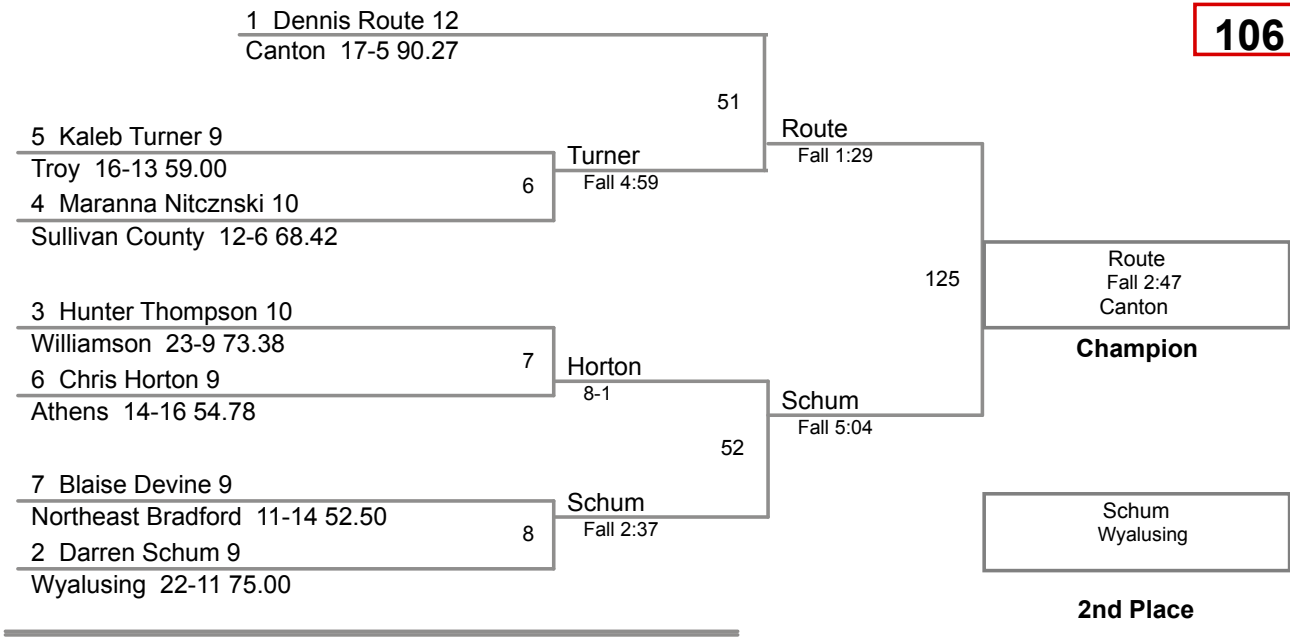 1 Dennis Route 12
Canton 17-5 90.27
106
51
5 Kaleb Turner 9
Troy 16-13 59.00
6
4 Maranna Nitcznski 10
Sullivan County 12-6 68.42
Turner
Fall 4:59
Route
Fall 1:29
3 Hunter Thompson 10
Williamson 23-9 73.38
7
6 Chris Horton 9
Athens 14-16 54.78
Horton
8-1
52
7 Blaise Devine 9
Northeast Bradford 11-14 52.50
8
2 Darren Schum 9
Wyalusing 22-11 75.00
Schum
Fall 2:37
Schum
Fall 5:04
125
Route
Fall 2:47
Canton
Champion
Schum
Wyalusing
2nd Place